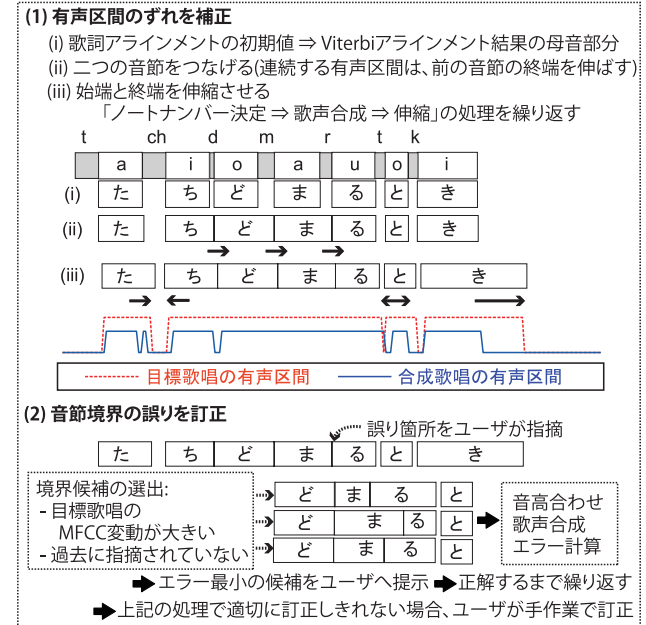 (1) 有声区間のずれを補正
(i) 歌詞アラインメントの初期値 ⇒ Viterbiアラインメント結果の母音部分
(ii) 二つの音節をつなげる(連続する有声区間は、前の音節の終端を伸ばす)
(iii) 始端と終端を伸縮させる
「ノートナンバー決定 ⇒ 歌声合成 ⇒ 伸縮」の処理を繰り返す
t ch d m r t k
a i o a u o i
(i) た ち ど ま る と き
(ii) た ち ど ま る と き
(iii) た ち ど ま る と き
目標歌唱の有声区間 合成歌唱の有声区間
(2) 音節境界の誤りを訂正
誤り箇所をユーザが指摘
た ち ど ま る と き
境界候補の選出:
- 目標歌唱の
MFCC変動が大きい
- 過去に指摘されていない
ど ま る と
ど ま る と
ど ま る と
音高合わせ
歌声合成
エラー計算
エラー最小の候補をユーザへ提示 正解するまで繰り返す
上記の処理で適切に訂正しきれない場合、ユーザが手作業で訂正